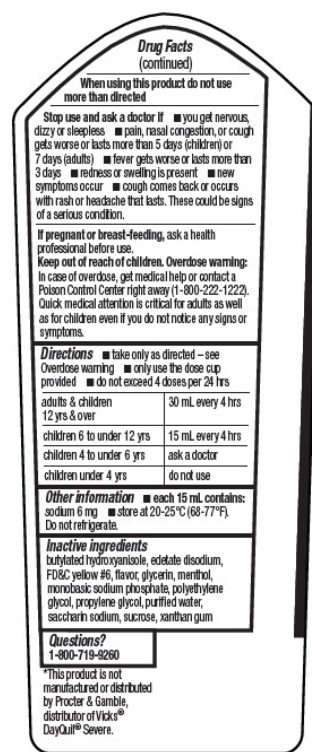 Drug Facts
(continued)
When using this product do not use
more than directed
Stop use and ask a doctor if ■ you get nervous,
dizzy or sleepless ■ pain, nasal congestion, or cough
gets worse or lasts more than 5 days (children) or
7 days (adults) ■ fever gets worse or lasts more than
3 days ■ redness or swelling is present ■ new
symptoms occur ■ cough comes back or occurs
with rash or headache that lasts. These could be signs
of a serious condition.
If pregnant or breast-feeding, ask a health
professional before use.
Keep out of reach of children. Overdose warning:
In case of overdose, get medical help or contact a
Poison Control Center right away (1-800-222-1222).
Quick medical attention is critical for adults as well
as for children even if you do not notice any signs or
symptoms.
Directions ■ take only as directed – see
Overdose warning ■ only use the dose cup
provided ■ do not exceed 4 doses per 24 hrs
adults & children 30 mL every 4 hrs
12 yrs & over
children 6 to under 12 yrs 15 mL every 4 hrs
children 4 to under 6 yrs ask a doctor
children under 4 yrs do not use
Other information ■ each 15 mL contains:
sodium 6 mg ■ store at 20-25°C (68-77°F).
Do not refrigerate.
Inactive ingredients
butylated hydroxyanisole, edetate disodium,
FD&C yellow #6, flavor, glycerin, menthol,
monobasic sodium phosphate, polyethylene
glycol, propylene glycol, purified water,
saccharin sodium, sucrose, xanthan gum
Questions?
1-800-719-9260
*This product is not
manufactured or distributed
by Procter & Gamble,
distributor of Vicks®
DayQuil® Severe.